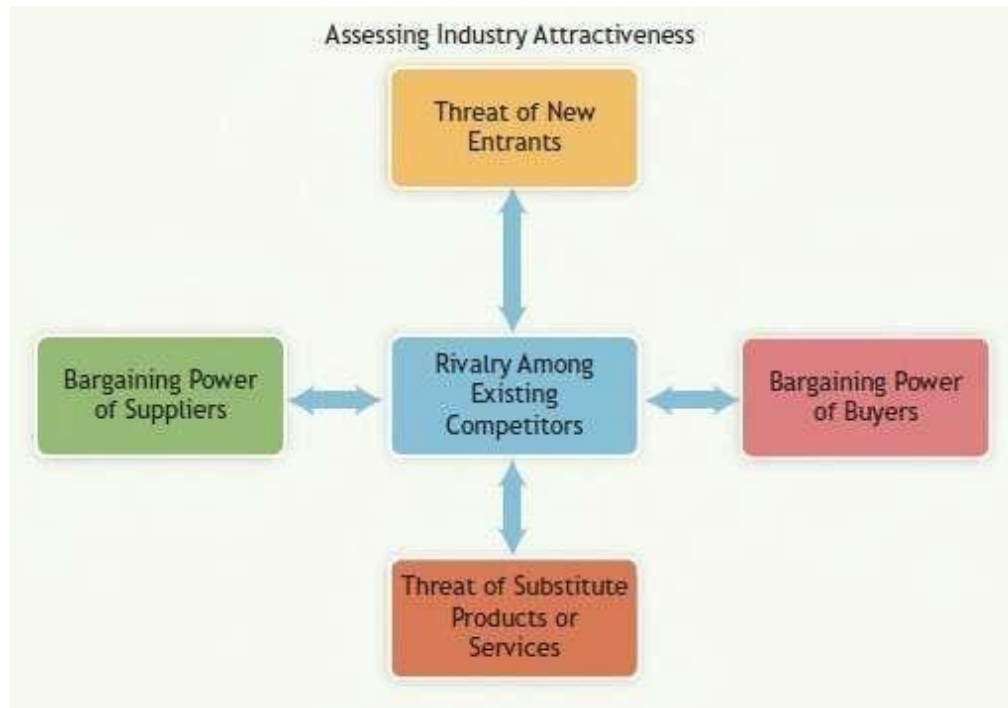 Assessing Industry Attractiveness
Threat of New
Entrants
Bargaining Power
of Suppliers
Rivalry Among
Existing
Competitors
Bargaining Power
of Buyers
Threat of Substitute
Products or
Services